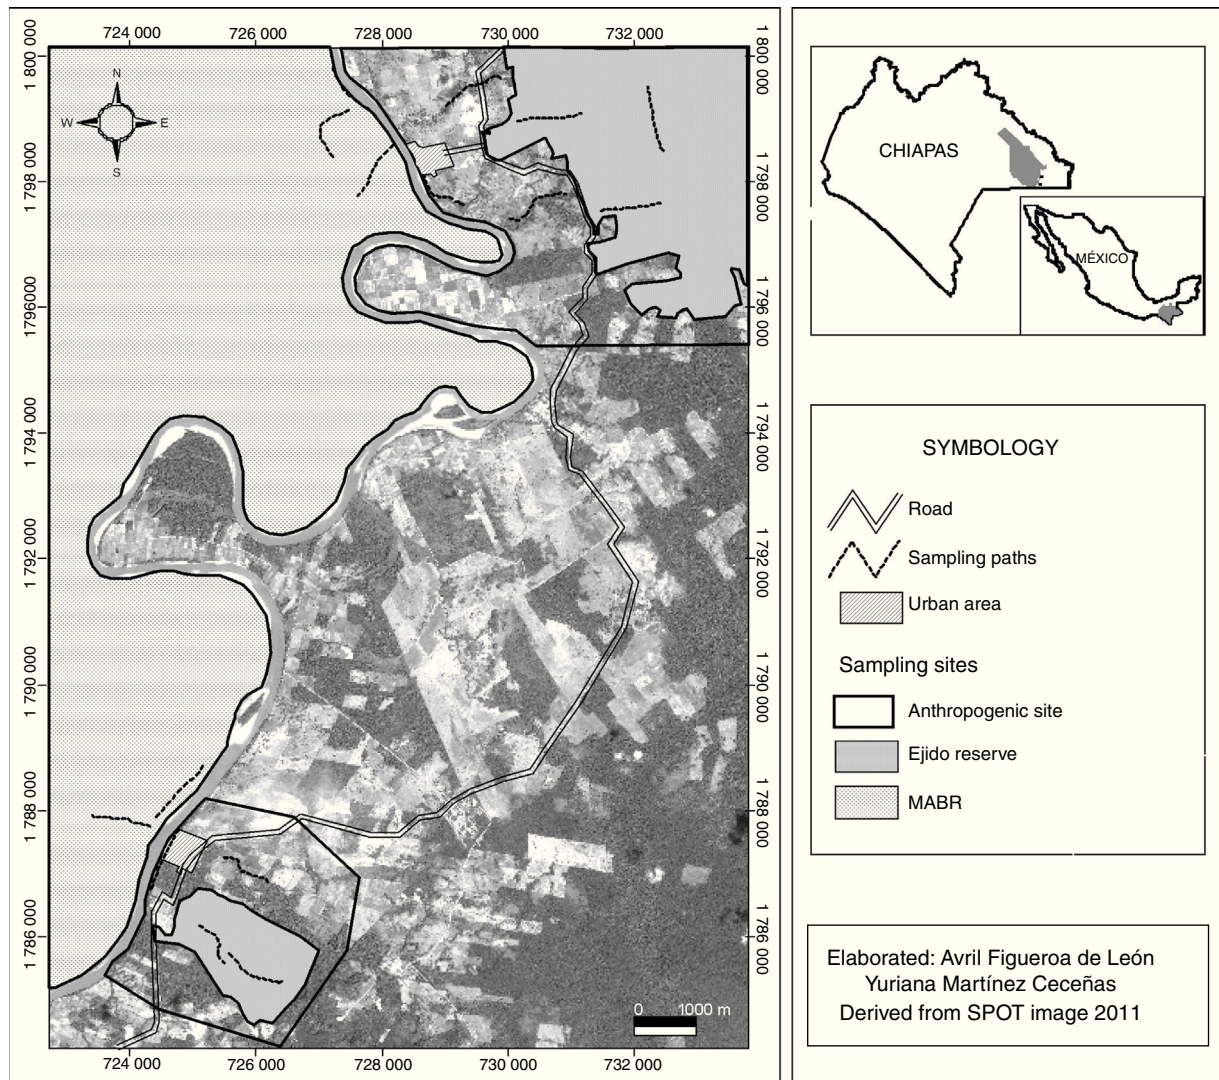 724 000 726 000 728 000 730 000 732 000
1 800 000
1 798 000
1 796 000
1 794 000
1 792 000
1 790 000
1 788 000
1 786 000
N
W E
S
1 800 000
1 798 000
1 796 000
1 794 000
1 792 000
1 790 000
1 788 000
1 786 000
0 1000 m
724 000 726 000 728 000 730 000 732 000
CHIAPAS
MÉXICO
SYMBOLOGY
Road
Sampling paths
Urban area
Sampling sites
Anthropogenic site
Ejido reserve
MABR
Elaborated: Avril Figueroa de León
Yuriana Martínez Ceceñas
Derived from SPOT image 2011